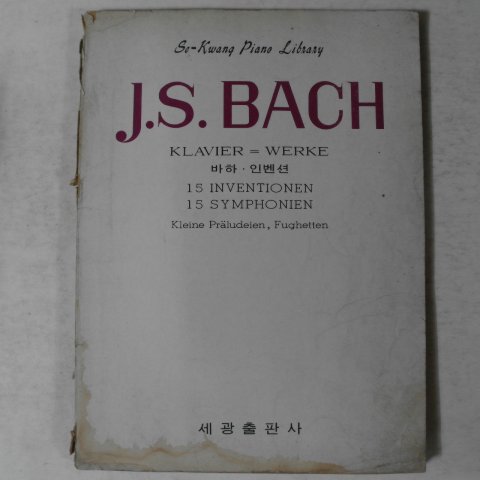 Se-Kwang Piano Library
J.S. BACH
KLAVIER = WERKE
바하 · 인벤션
15 INVENTIONEN
15 SYMPHONIEN
Kleine Präludeien, Fughetten
세광출판사